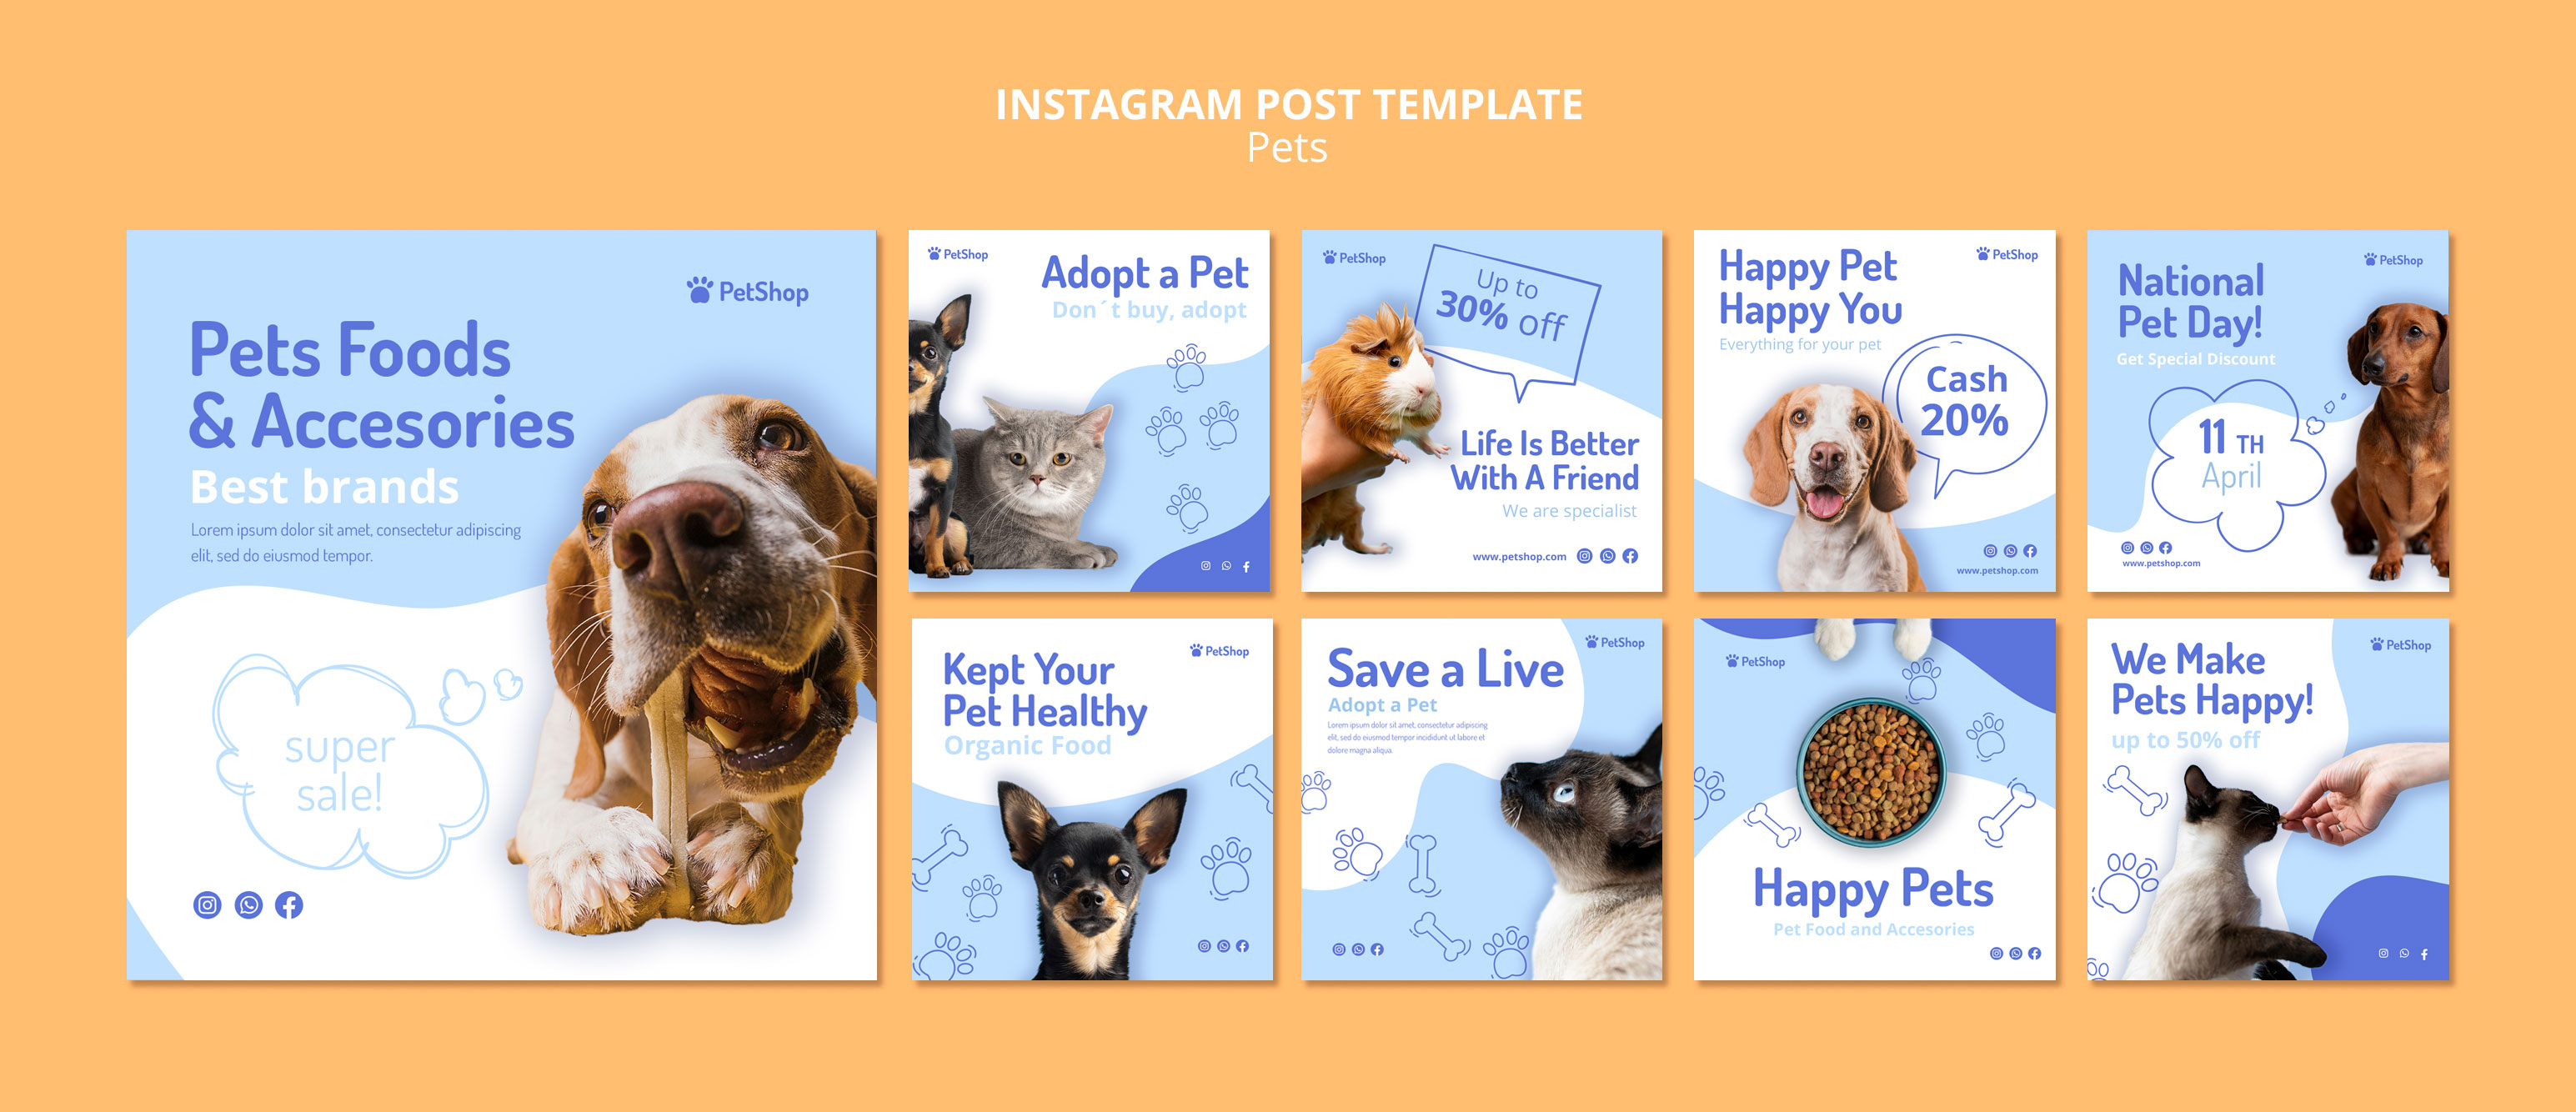 INSTAGRAM POST TEMPLATE
Pets
PetShop
Pets Foods
& Accesories
Best brands
Lorem ipsum dolor sit amet, consectetur adipiscing
elit, sed do eiusmod tempor.
super
sale!
PetShop
Adopt a Pet
Don´t buy, adopt
PetShop
Up to
30% off
Life Is Better
With A Friend
We are specialist
www.petshop.com
Happy Pet
Happy You
Everything for your pet
PetShop
Cash
20%
www.petshop.com
PetShop
National
Pet Day!
Get Special Discount
11 TH
April
www.petshop.com
PetShop
Kept Your
Pet Healthy
Organic Food
PetShop
Save a Live
Adopt a Pet
Lorem ipsum dolor sit amet, consectetur adipiscing
elit, sed do eiusmod tempor incididunt ut labore et
dolore magna aliqua.
PetShop
Happy Pets
Pet Food and Accesories
PetShop
We Make
Pets Happy!
up to 50% off